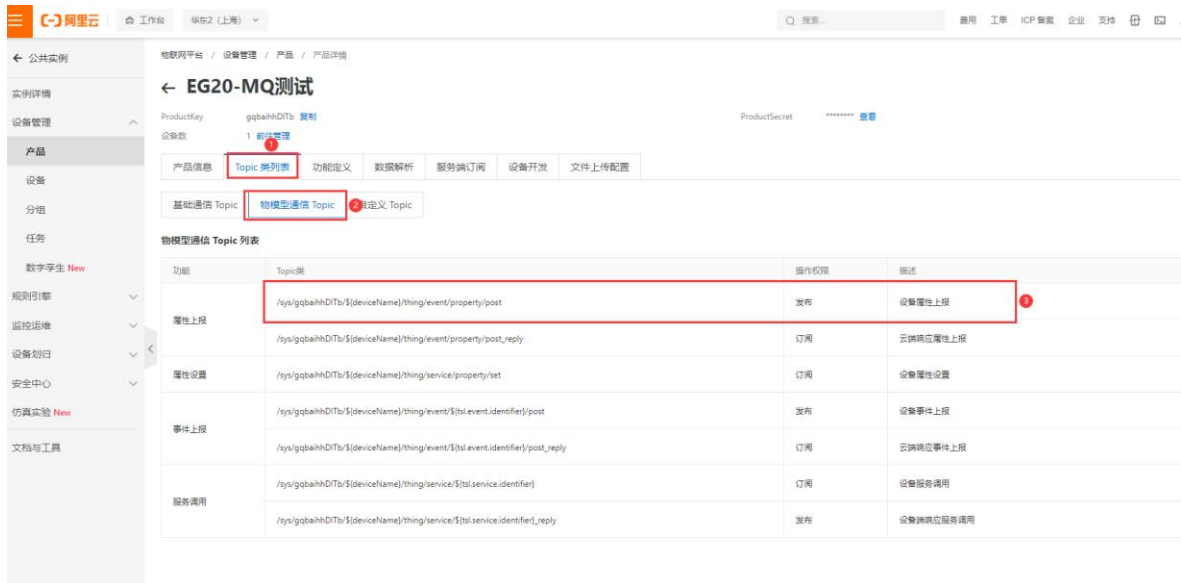 阿里云 工作台 华东2 (上海) 搜索... 费用 工单 ICP 备案 企业 支持
公共实例
实例详情
设备管理
产品
设备
分组
任务
数字孪生 New
规则引擎
监控运维
设备划归
安全中心
仿真实验 New
文档与工具
物联网平台 / 设备管理 / 产品 / 产品详情
← EG20-MQ测试
ProductKey gqbaihhDITb 复制 ProductSecret ******** 查看
设备数 1 前往管理
1
产品信息 Topic 类列表 功能定义 数据解析 服务端订阅 设备开发 文件上传配置
基础通信 Topic 物模型通信 Topic 2 自定义 Topic
物模型通信 Topic 列表
功能 Topic类 操作权限 描述
属性上报
/sys/gqbaihhDITb/${deviceName}/thing/event/property/post 发布 设备属性上报 3
/sys/gqbaihhDITb/${deviceName}/thing/event/property/post_reply 订阅 云端响应属性上报
属性设置 /sys/gqbaihhDITb/${deviceName}/thing/service/property/set 订阅 设备属性设置
事件上报
/sys/gqbaihhDITb/${deviceName}/thing/event/${tsl.event.identifier}/post 发布 设备事件上报
/sys/gqbaihhDITb/${deviceName}/thing/event/${tsl.event.identifier}/post_reply 订阅 云端响应事件上报
服务调用
/sys/gqbaihhDITb/${deviceName}/thing/service/${tsl.service.identifier} 订阅 设备服务调用
/sys/gqbaihhDITb/${deviceName}/thing/service/${tsl.service.identifier}_reply 发布 设备端响应服务调用